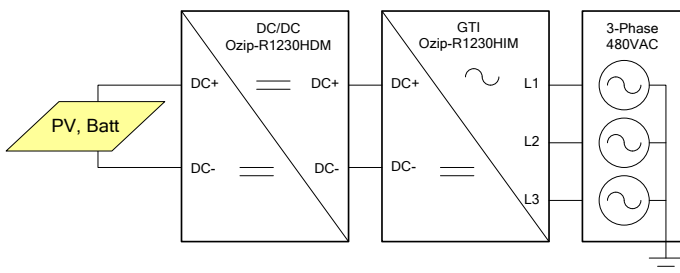 DC/DC
Ozip-R1230HDM
GTI
Ozip-R1230HIM
3-Phase
480VAC
DC+ DC+ DC+ L1
PV, Batt
L2
DC- DC- DC-
L3